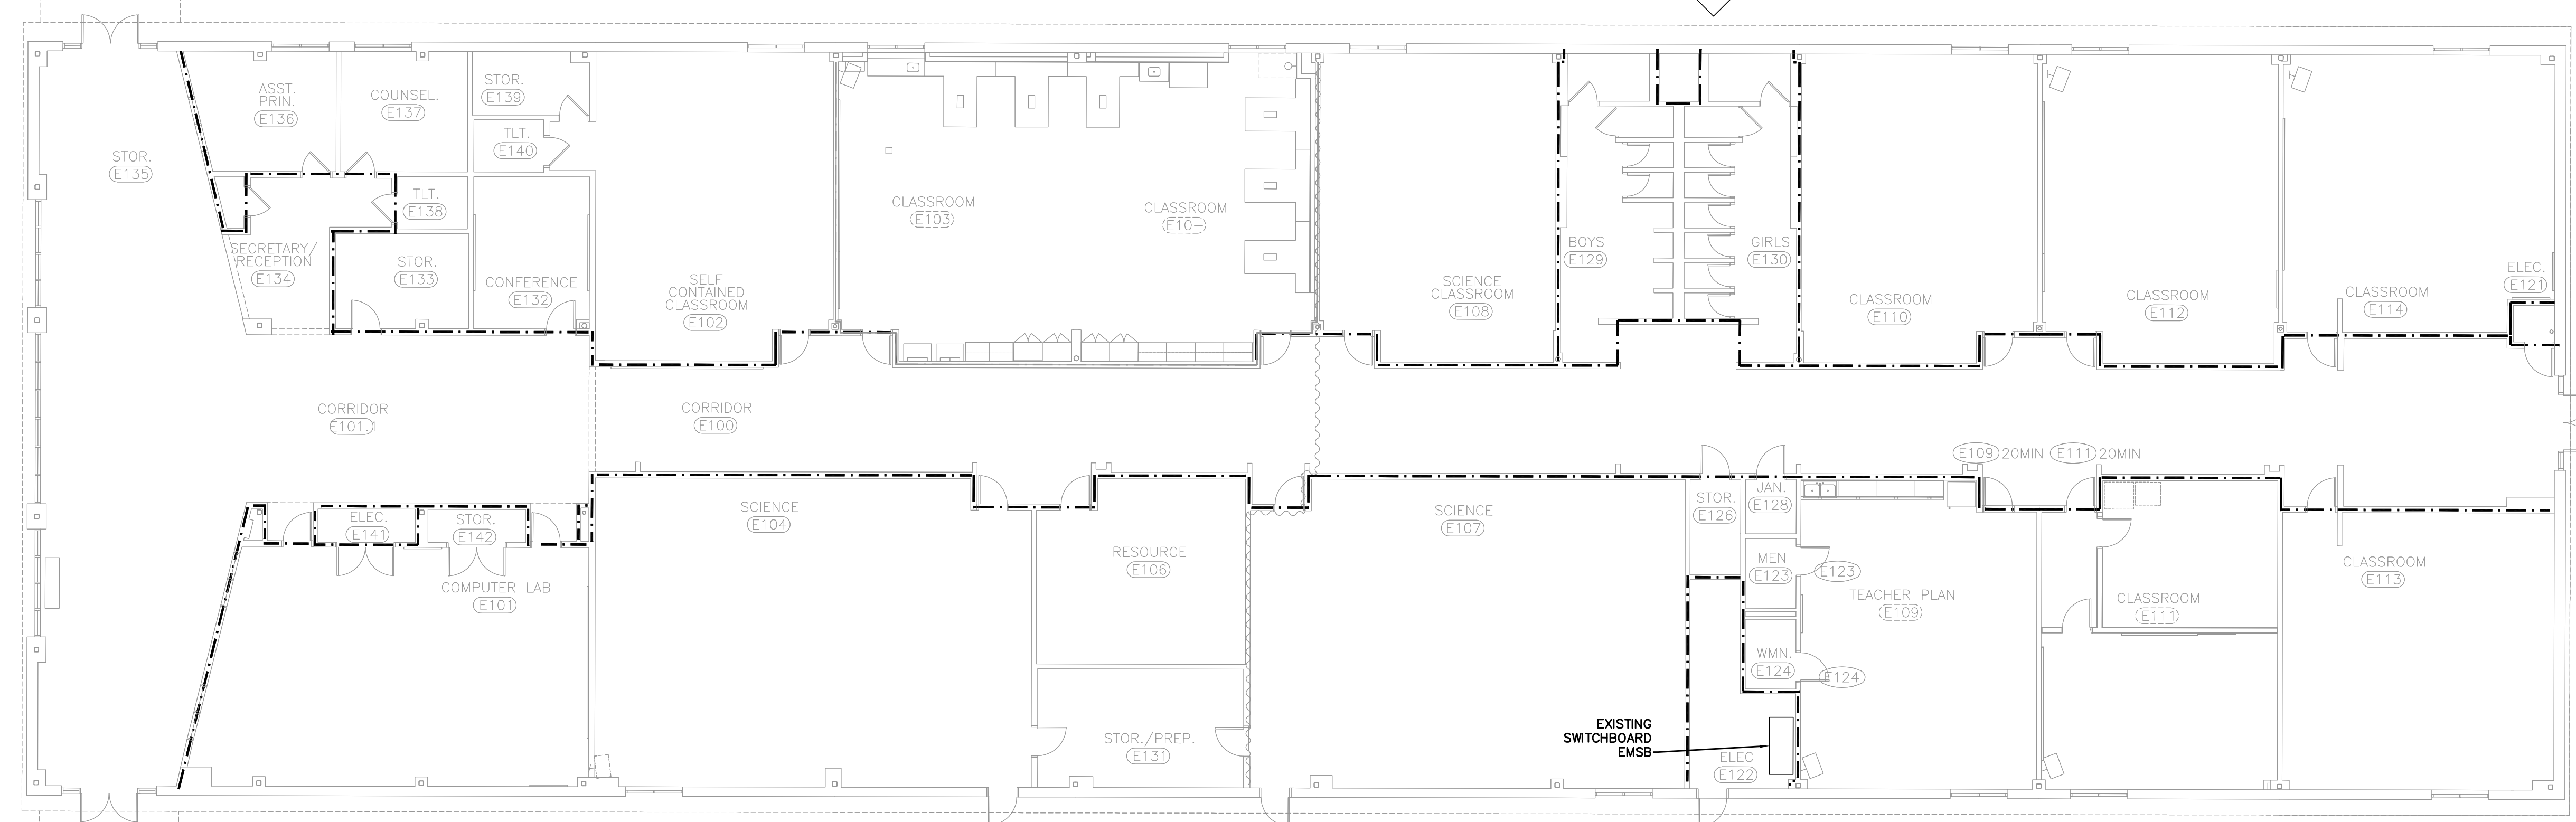 ASST.
PRIN.
E136
COUNSEL.
E137
STOR.
E139
TLT.
E140
STOR.
E135
TLT.
E138
SECRETARY/
RECEPTION
E134
STOR.
E133
CONFERENCE
E132
SELF
CONTAINED
CLASSROOM
E102
CLASSROOM
E103
CLASSROOM
E10-
SCIENCE
CLASSROOM
E108
BOYS
E129
GIRLS
E130
CLASSROOM
E110
CLASSROOM
E112
CLASSROOM
E114
ELEC.
E121
CORRIDOR
E101.1
CORRIDOR
E100
E109 20MIN
E111 20MIN
ELEC.
E141
STOR.
E142
COMPUTER LAB
E101
SCIENCE
E104
RESOURCE
E106
STOR./PREP.
E131
SCIENCE
E107
STOR.
E126
JAN.
E128
MEN
E123
E123
WMN.
E124
E124
TEACHER PLAN
E109
CLASSROOM
E111
CLASSROOM
E113
EXISTING
SWITCHBOARD
EMSB
ELEC
E122